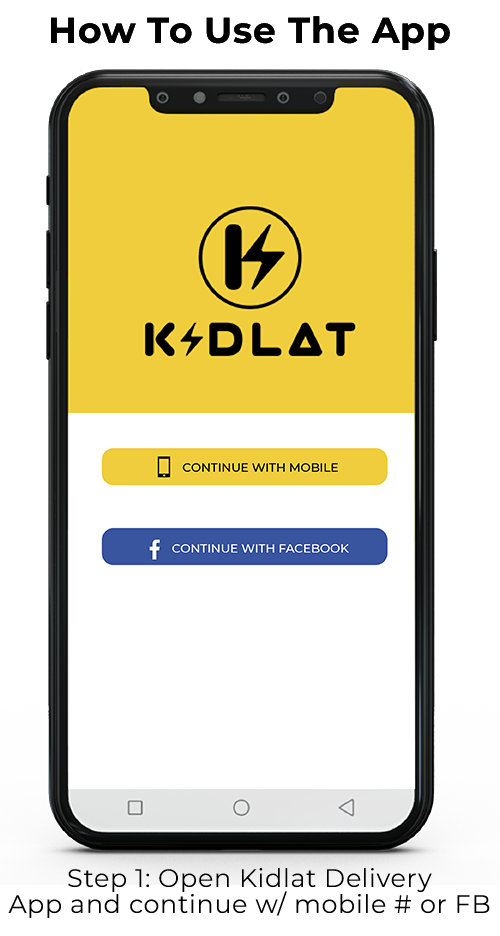 How To Use The App
K
KIDLAT
CONTINUE WITH MOBILE
f CONTINUE WITH FACEBOOK
Step 1: Open Kidlat Delivery
App and continue w/ mobile # or FB